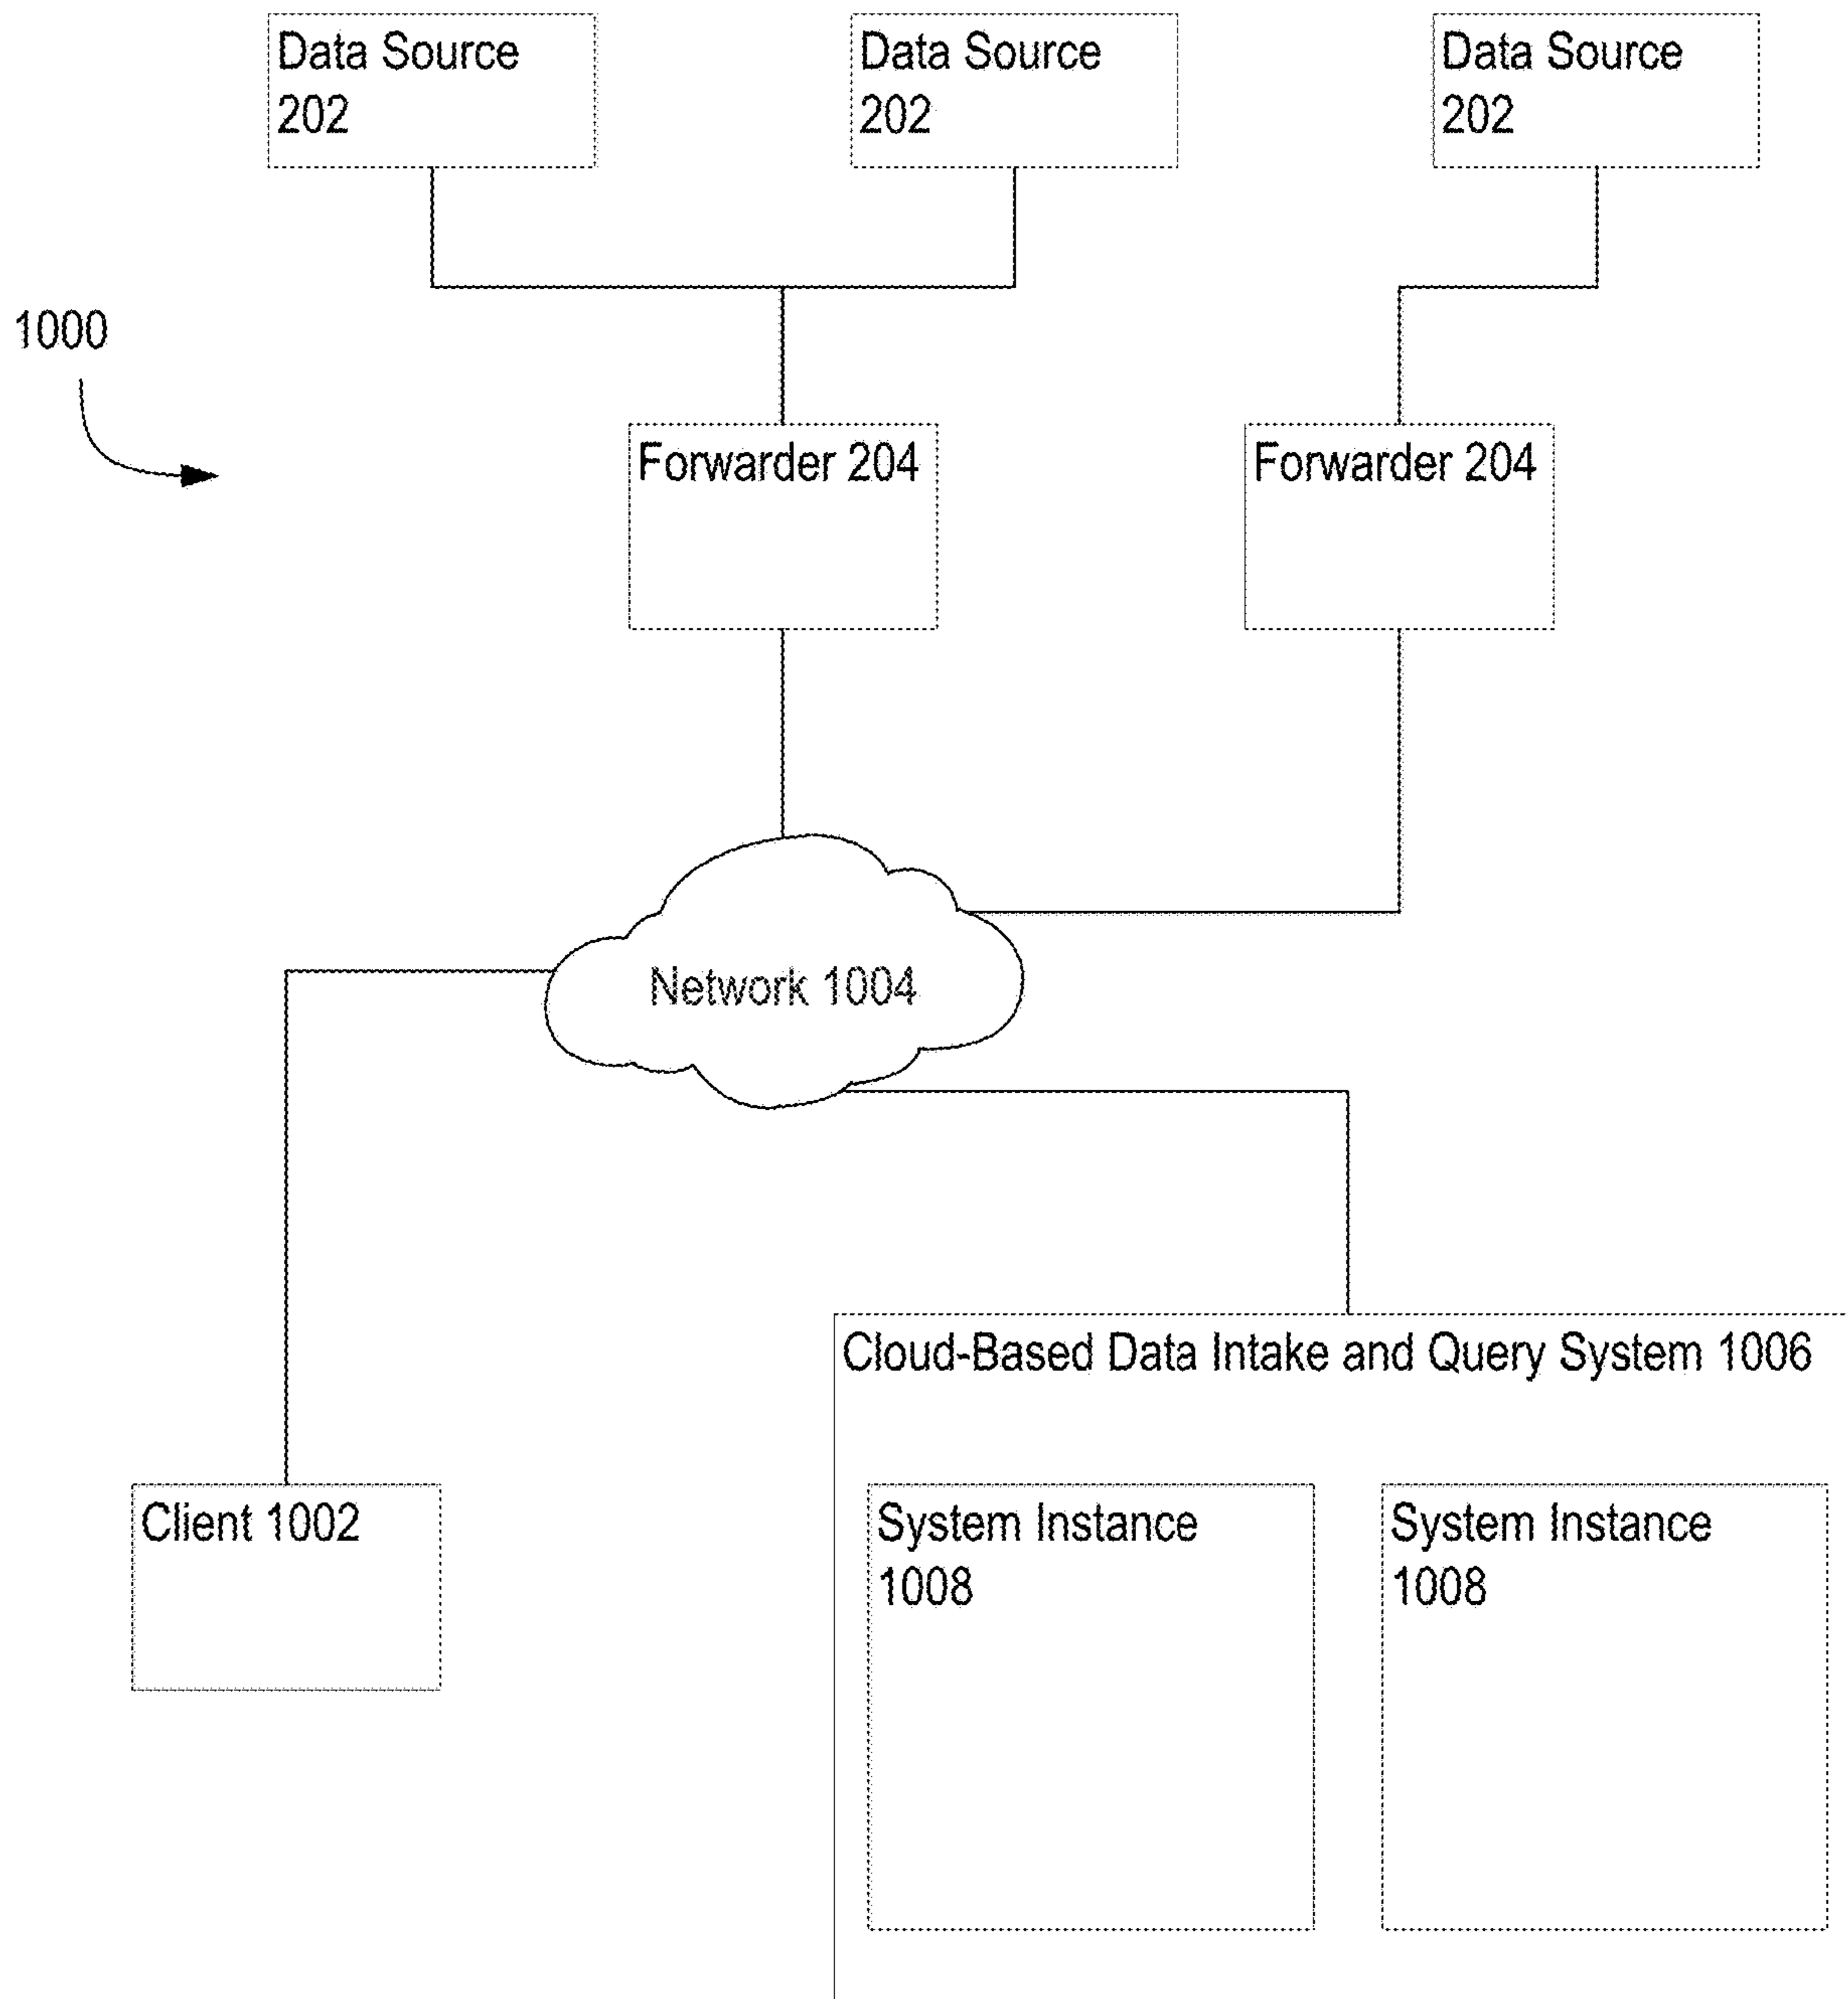 Data Source
202
Data Source
202
Data Source
202
1000
Forwarder 204
Forwarder 204
Network 1004
Cloud-Based Data Intake and Query System 1006
Client 1002
System Instance
1008
System Instance
1008